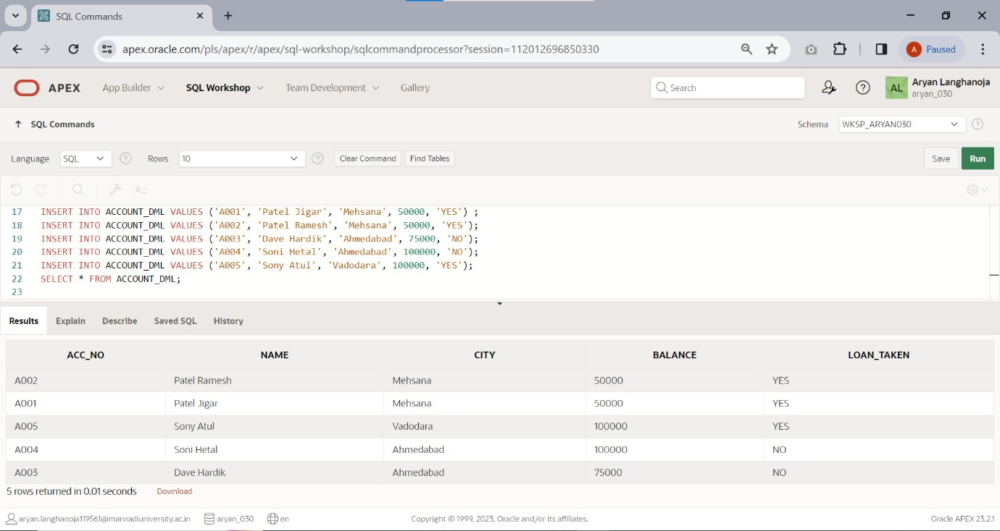 SQL Commands
apex.oracle.com/pls/apex/r/apex/sql-workshop/sqlcommandprocessor?session=112012696850330
A Paused
APEX App Builder SQL Workshop Team Development Gallery Search AL Aryan Langhanoja
aryan_030
SQL Commands Schema WKSP_ARYAN030
Language SQL Rows 10 Clear Command Find Tables Save Run
17 INSERT INTO ACCOUNT_DML VALUES ('A001', 'Patel Jigar', 'Mehsana', 50000, 'YES') ;
18 INSERT INTO ACCOUNT_DML VALUES ('A002', 'Patel Ramesh', 'Mehsana', 50000, 'YES');
19 INSERT INTO ACCOUNT_DML VALUES ('A003', 'Dave Hardik', 'Ahmedabad', 75000, 'NO');
20 INSERT INTO ACCOUNT_DML VALUES ('A004', 'Soni Hetal', 'Ahmedabad', 100000, 'NO');
21 INSERT INTO ACCOUNT_DML VALUES ('A005', 'Sony Atul', 'Vadodara', 100000, 'YES');
22 SELECT * FROM ACCOUNT_DML;
23
Results Explain Describe Saved SQL History
ACC_NO NAME CITY BALANCE LOAN_TAKEN
A002 Patel Ramesh Mehsana 50000 YES
A001 Patel Jigar Mehsana 50000 YES
A005 Sony Atul Vadodara 100000 YES
A004 Soni Hetal Ahmedabad 100000 NO
A003 Dave Hardik Ahmedabad 75000 NO
5 rows returned in 0.01 seconds Download
aryan.langhanoja119561@marwadiuniversity.ac.in aryan_030 en Copyright © 1999, 2023, Oracle and/or its affiliates. Oracle APEX 23.2.1